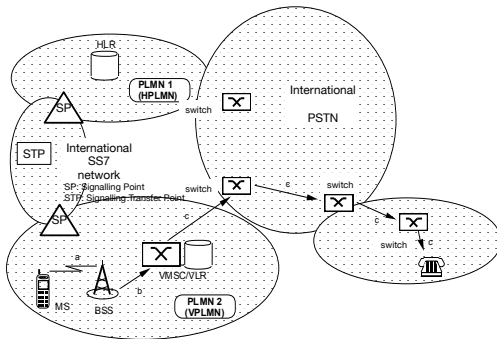 HLR
PLMN 1
(HPLMN)
SP
switch
International
PSTN
STP
International
SS7
network
SP: Signalling Point
STP: Signalling Transfer Point
switch
c
switch
SP
c
c
switch
c
a
VMSC/VLR
b
MS
BSS
PLMN 2
(VPLMN)